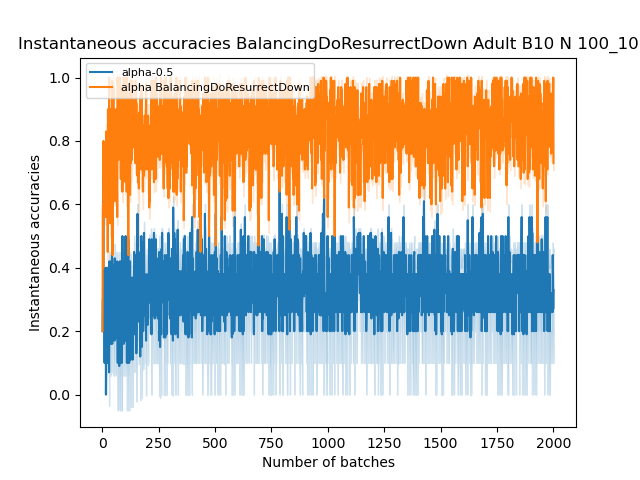 Instantaneous accuracies BalancingDoResurrectDown Adult B10 N 100_10
alpha-0.5
alpha BalancingDoResurrectDown
1.0
0.8
0.6
0.4
0.2
0.0
Instantaneous accuracies
0 250 500 750 1000 1250 1500 1750 2000
Number of batches